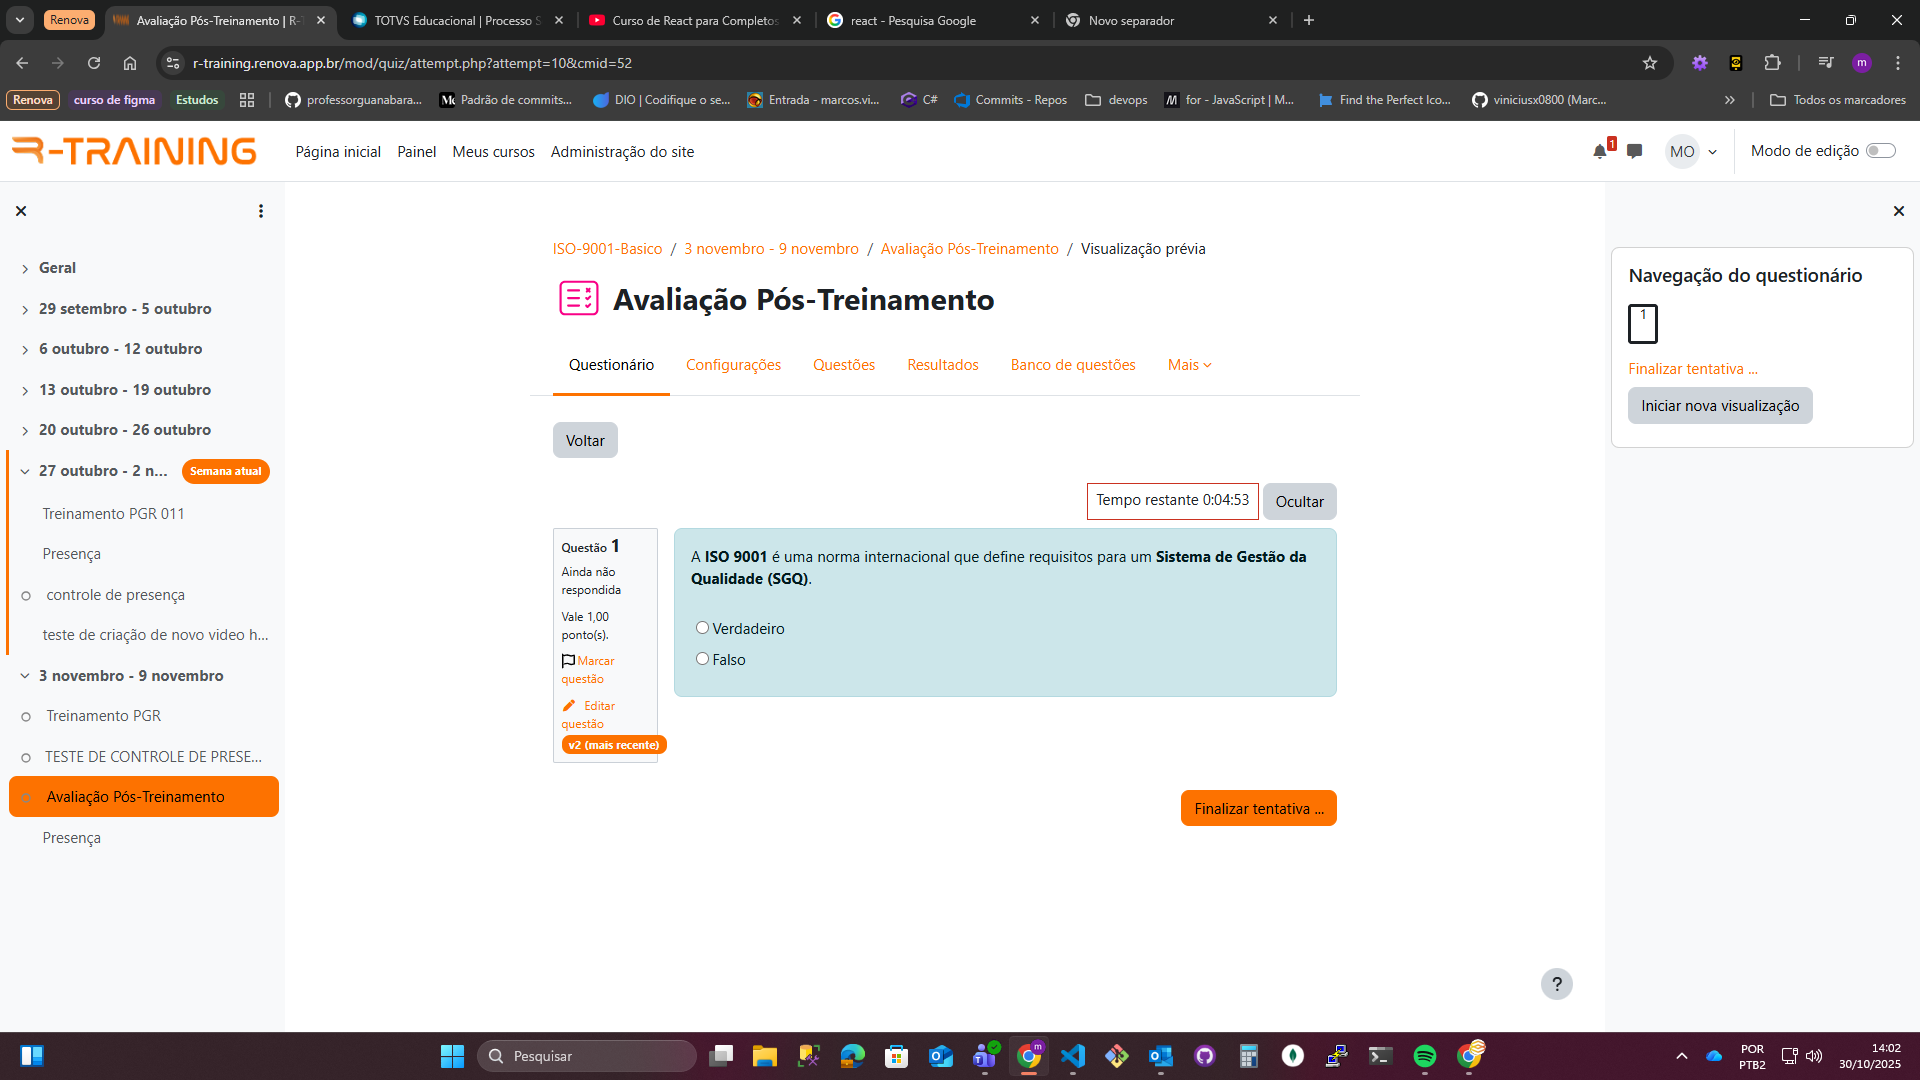 Renova
Avaliação Pós-Treinamento | R-T
TOTVS Educacional | Processo S
Curso de React para Completos
react - Pesquisa Google
Novo separador
r-training.renova.app.br/mod/quiz/attempt.php?attempt=10&cmid=52
m
Renova
curso de figma
Estudos
professorguanabara...
Padrão de commits...
DIO | Codifique o se...
Entrada - marcos.vi...
C#
Commits - Repos
devops
for - JavaScript | M...
Find the Perfect Ico...
viniciusx0800 (Marc...
Todos os marcadores
R-TRAINING
Página inicial
Painel
Meus cursos
Administração do site
1
MO
Modo de edição
Geral
29 setembro - 5 outubro
6 outubro - 12 outubro
13 outubro - 19 outubro
20 outubro - 26 outubro
27 outubro - 2 n...
Semana atual
Treinamento PGR 011
Presença
controle de presença
teste de criação de novo video h...
3 novembro - 9 novembro
Treinamento PGR
TESTE DE CONTROLE DE PRESE...
Avaliação Pós-Treinamento
Presença
ISO-9001-Basico / 3 novembro - 9 novembro / Avaliação Pós-Treinamento / Visualização prévia
Avaliação Pós-Treinamento
Questionário
Configurações
Questões
Resultados
Banco de questões
Mais
Voltar
Tempo restante 0:04:53
Ocultar
Questão 1
Ainda não
respondida
Vale 1,00
ponto(s).
Marcar
questão
Editar
questão
v2 (mais recente)
A ISO 9001 é uma norma internacional que define requisitos para um Sistema de Gestão da
Qualidade (SGQ).
Verdadeiro
Falso
Finalizar tentativa ...
Navegação do questionário
1
Finalizar tentativa ...
Iniciar nova visualização
?
Pesquisar
POR
PTB2
14:02
30/10/2025